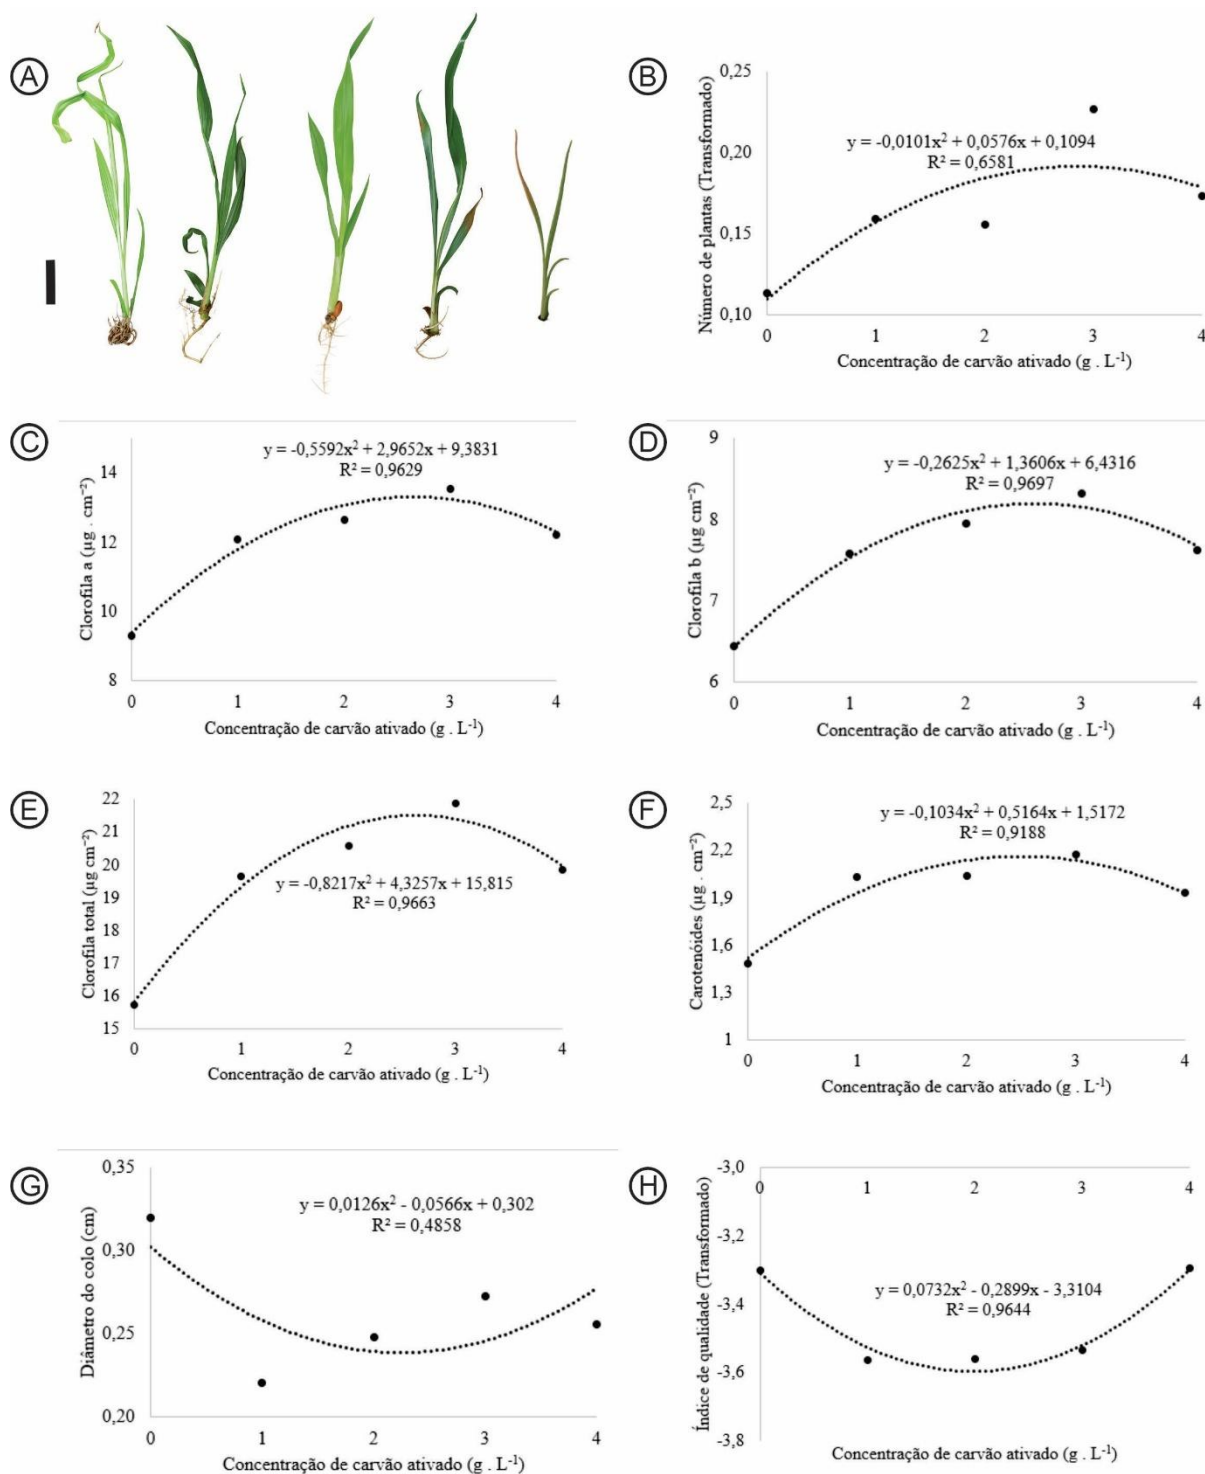 A
B
Número de plantas (Transformado)
0,25
0,20
0,15
0,10
y = -0,0101x² + 0,0576x + 0,1094
R² = 0,6581
0
1
2
3
4
Concentração de carvão ativado (g . L⁻¹)
C
Clorofila a (µg . cm⁻²)
14
14
12
10
8
y = -0,5592x² + 2,9652x + 9,3831
R² = 0,9629
0
1
2
3
4
Concentração de carvão ativado (g . L⁻¹)
D
Clorofila b (µg cm⁻²)
9
8
7
6
y = -0,2625x² + 1,3606x + 6,4316
R² = 0,9697
0
1
2
3
4
Concentração de carvão ativado (g . L⁻¹)
E
Clorofila total (µg cm⁻²)
22
21
20
19
18
17
16
15
y = -0,8217x² + 4,3257x + 15,815
R² = 0,9663
0
1
2
3
4
Concentração de carvão ativado (g . L⁻¹)
F
Carotenóides (µg . cm⁻²)
2,5
2,2
1,9
1,6
1,3
1
y = -0,1034x² + 0,5164x + 1,5172
R² = 0,9188
0
1
2
3
4
Concentração de carvão ativado (g . L⁻¹)
G
Diâmetro do colo (cm)
0,35
0,30
0,25
0,20
y = 0,0126x² - 0,0566x + 0,302
R² = 0,4858
0
1
2
3
4
Concentração de carvão ativado (g . L⁻¹)
H
Índice de qualidade (Transformado)
-3,0
-3,2
-3,4
-3,6
-3,8
0
1
2
3
4
y = 0,0732x² - 0,2899x - 3,3104
R² = 0,9644
Concentração de carvão ativado (g . L⁻¹)